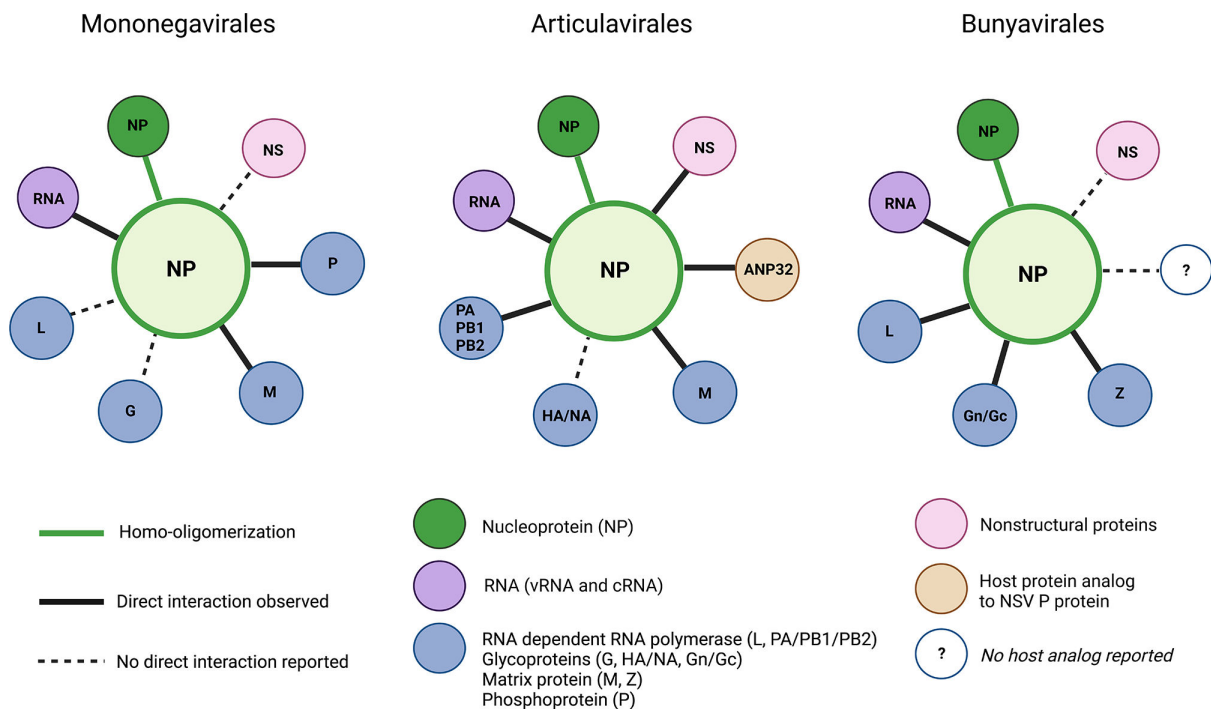 Mononegavirales
Articulavirales
Bunyavirales
NP
NS
RNA
NP
P
L
G
M
NP
NS
RNA
NP
ANP32
PA
PB1
PB2
HA/NA
M
NP
NS
RNA
NP
?
L
Gn/Gc
Z
Homo-oligomerization
Direct interaction observed
No direct interaction reported
Nucleoprotein (NP)
RNA (vRNA and cRNA)
RNA dependent RNA polymerase (L, PA/PB1/PB2)
Glycoproteins (G, HA/NA, Gn/Gc)
Matrix protein (M, Z)
Phosphoprotein (P)
Nonstructural proteins
Host protein analog
to NSV P protein
?
No host analog reported